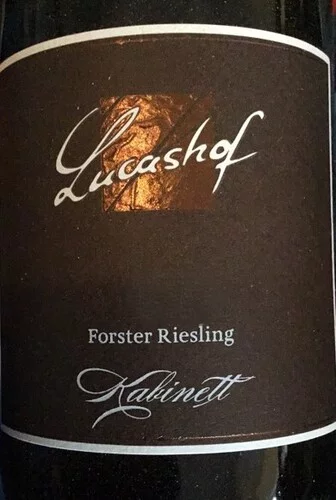 Lucashof
Forster Riesling
Kabinett